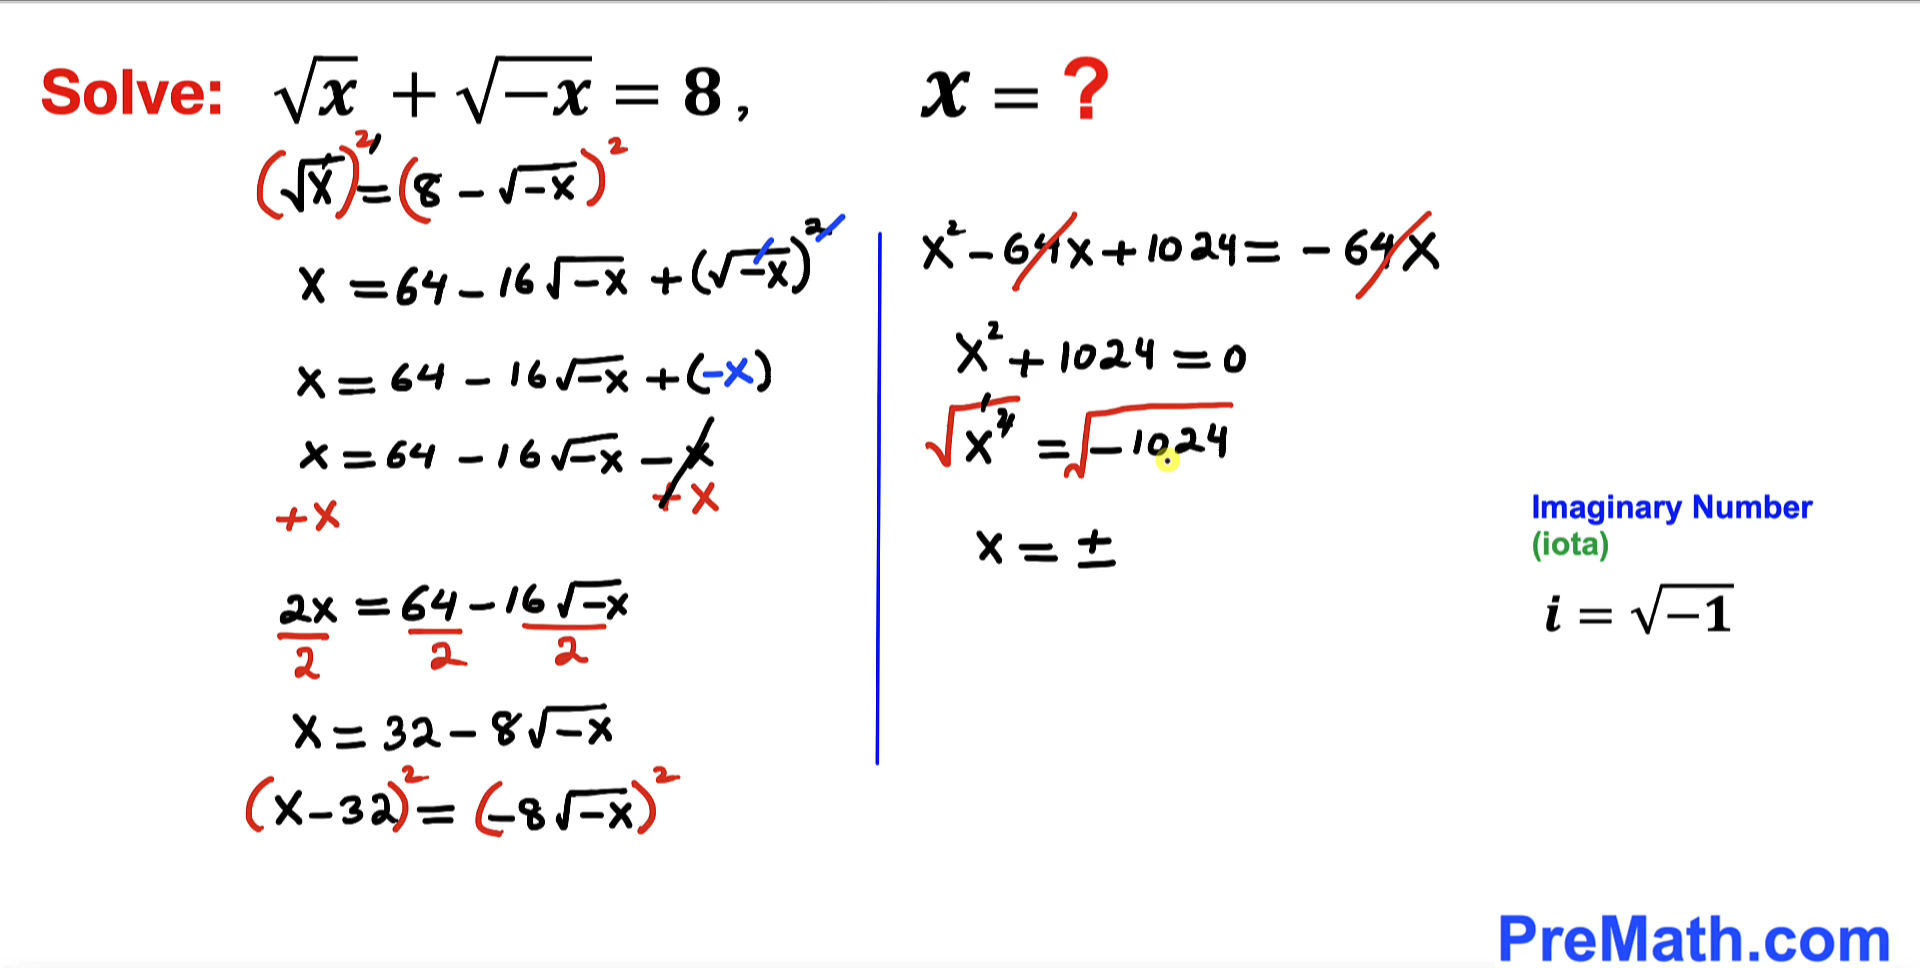 Solve: √x + √−x = 8, x = ?
(√x)² = (8 − √−x)²
x = 64 − 16√−x + (√−x)²
x = 64 − 16√−x + (−x)
x = 64 − 16√−x − x
+x +x
2x = 64 − 16√−x
2 2 2
x = 32 − 8√−x
(x − 32)² = (−8√−x)²
x² − 64x + 1024 = − 64x
x² + 1024 = 0
√x² = √−1024
x = ±
Imaginary Number
(iota)
i = √−1
PreMath.com